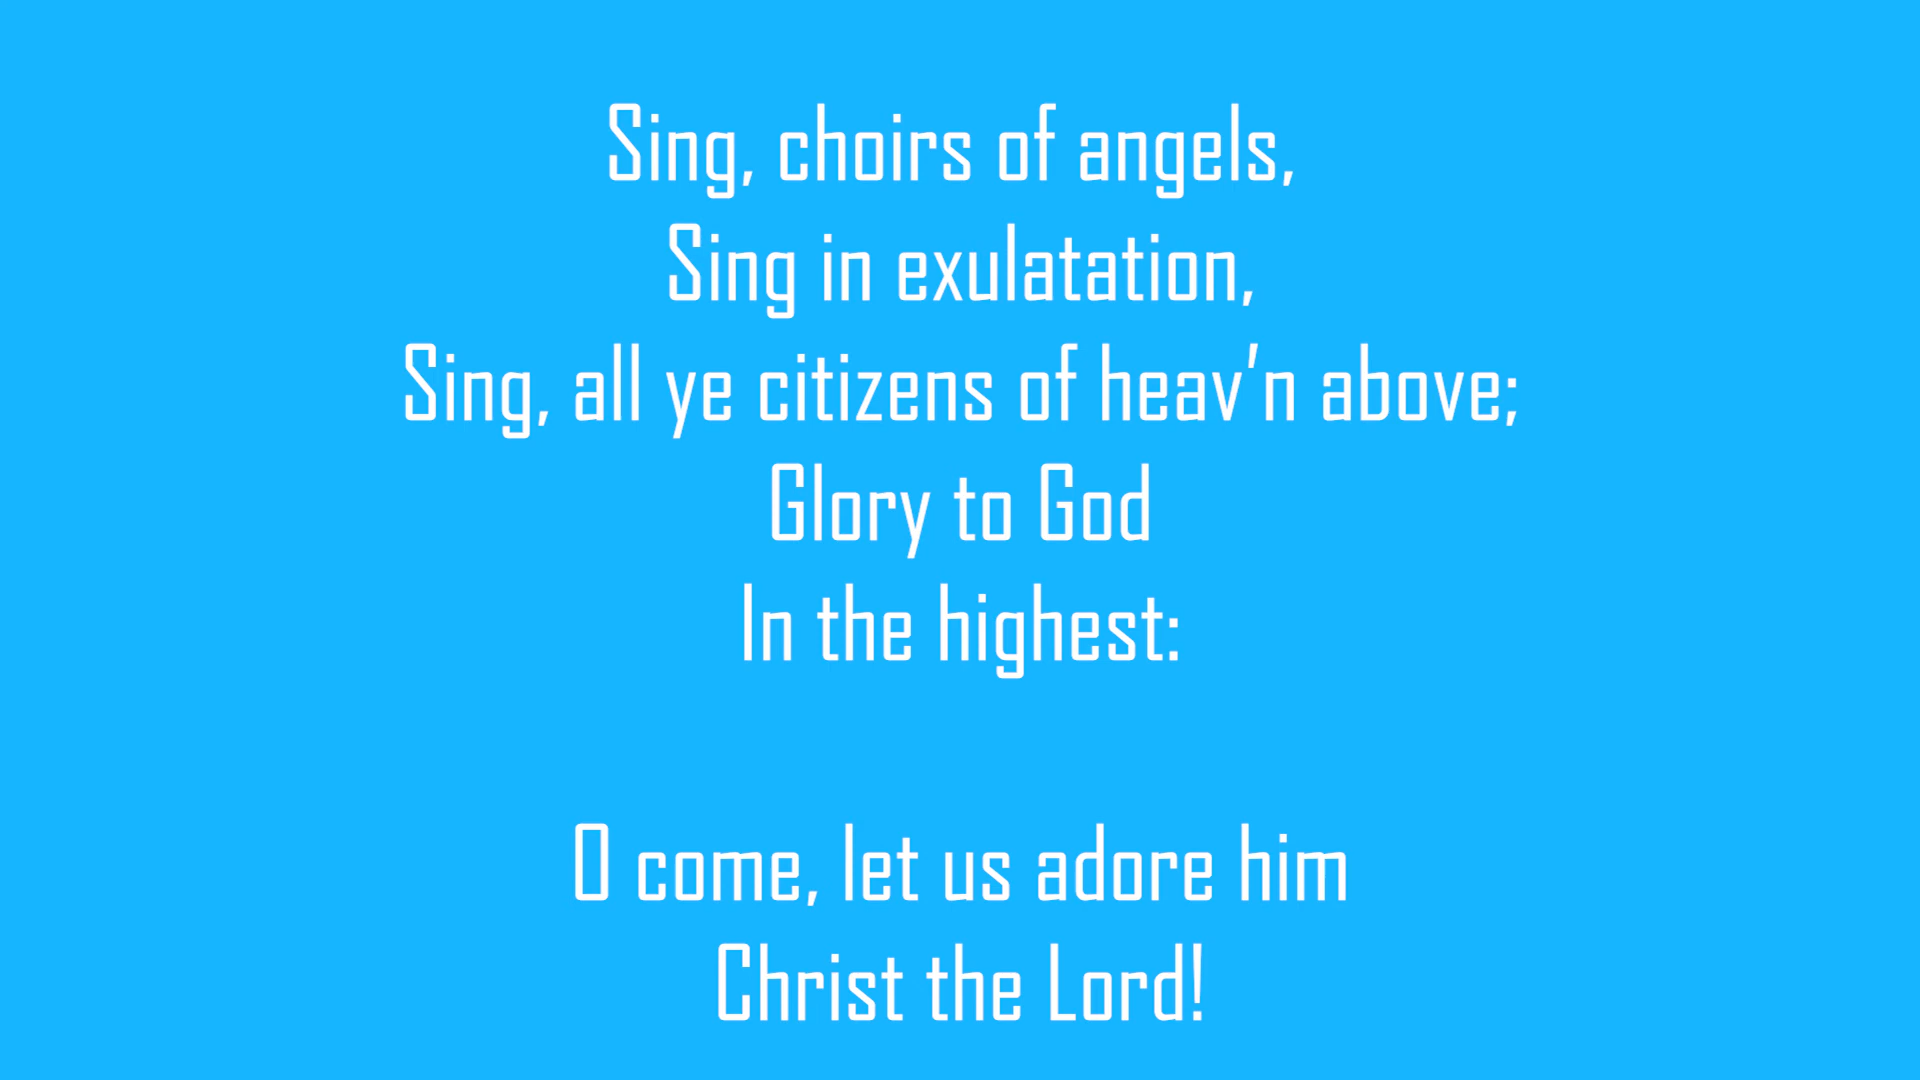 Sing, choirs of angels,
Sing in exulatation,
Sing, all ye citizens of heav'n above;
Glory to God
In the highest:
O come, let us adore him
Christ the Lord!